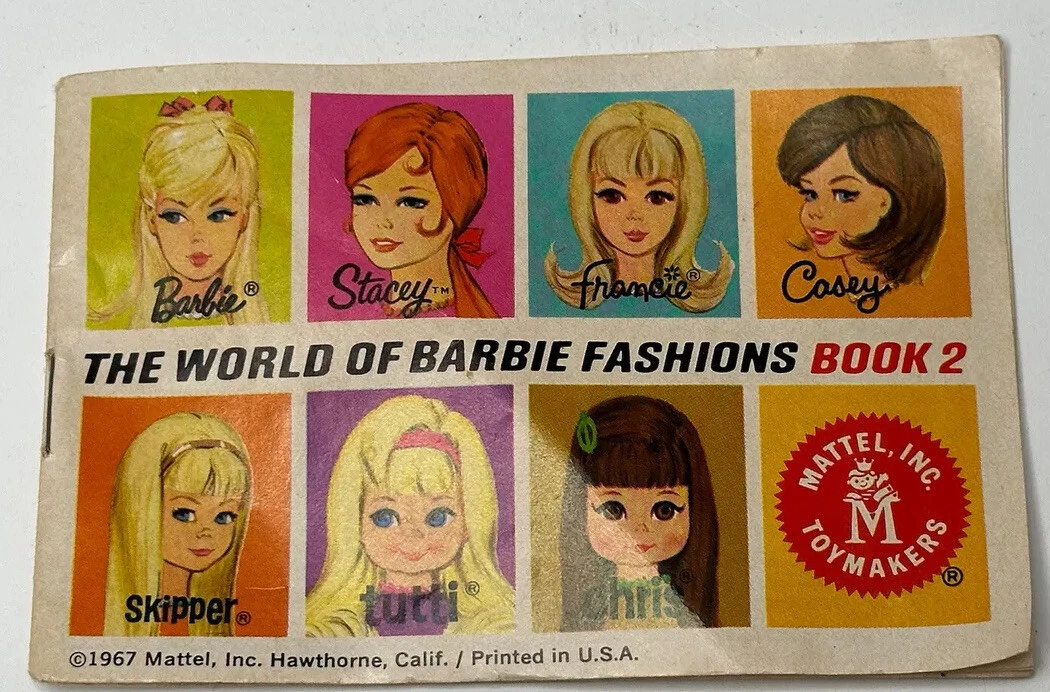 Barbie®
Stacey™
Francie®
Casey
THE WORLD OF BARBIE FASHIONS BOOK 2
skipper®
tutti®
chris®
MATTEL, INC.
M
TOYMAKERS
®
©1967 Mattel, Inc. Hawthorne, Calif. / Printed in U.S.A.